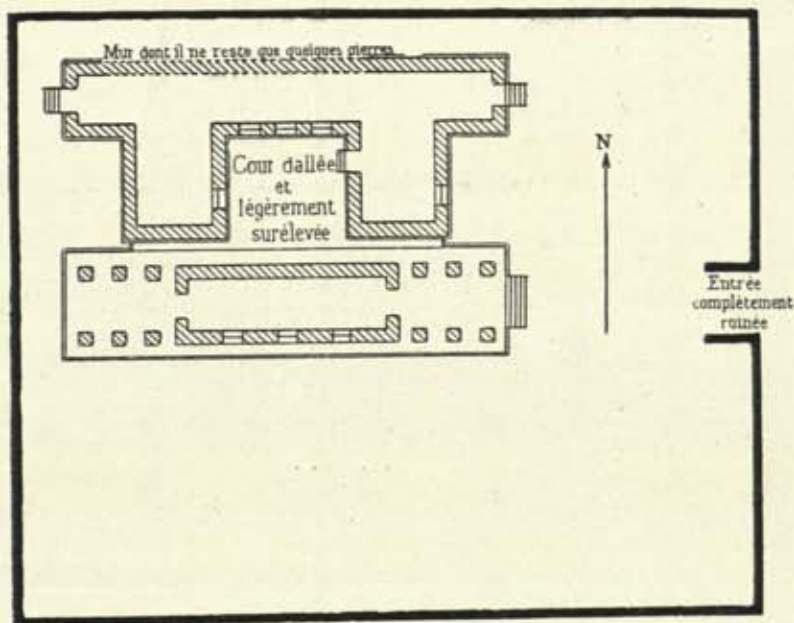 Mur dont il ne reste que quelques pierres
Cour dallée
et
légèrement
surélevée
N
Entrée
complètement
ruinée